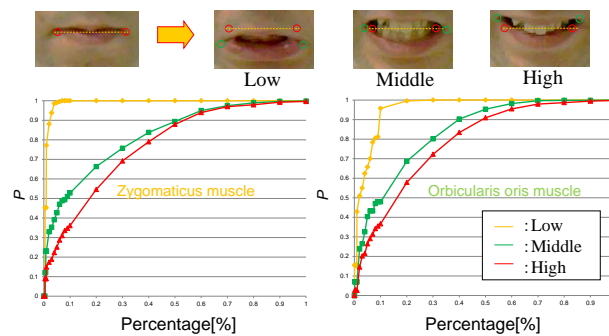 Low
Middle
High
1
0.9
0.8
0.7
0.6
0.5
0.4
0.3
0.2
0.1
0
P
Zygomaticus muscle
0 0.1 0.2 0.3 0.4 0.5 0.6 0.7 0.8 0.9 1
Percentage[%]
1
0.9
0.8
0.7
0.6
0.5
0.4
0.3
0.2
0.1
0
P
Orbicularis oris muscle
: Low
: Middle
: High
0 0.1 0.2 0.3 0.4 0.5 0.6 0.7 0.8 0.9
Percentage[%]